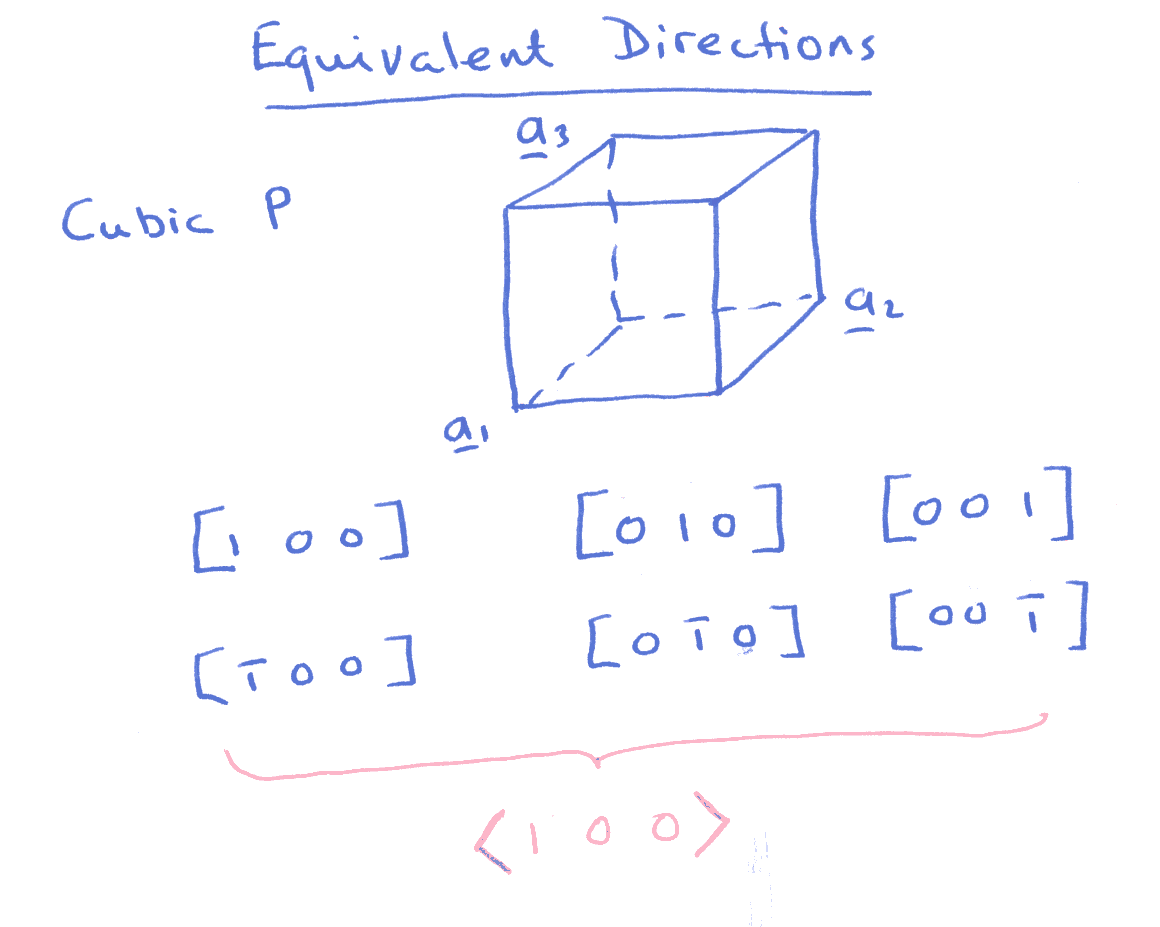 Equivalent Directions
a3
Cubic P
a2
a1
[1 0 0] [0 1 0] [0 0 1]
[1̅ 0 0] [0 1̅ 0] [0 0 1̅]
<1 0 0>